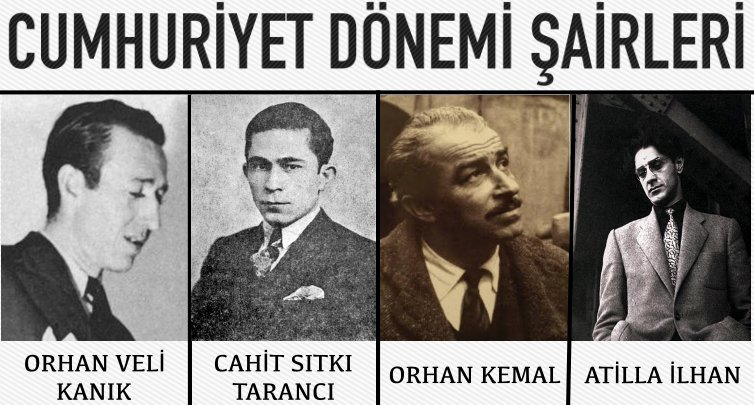 CUMHURİYET DÖNEMİ ŞAİRLERİ
ORHAN VELİ
KANIK
CAHİT SITKI
TARANCI
ORHAN KEMAL
ATİLLA İLHAN